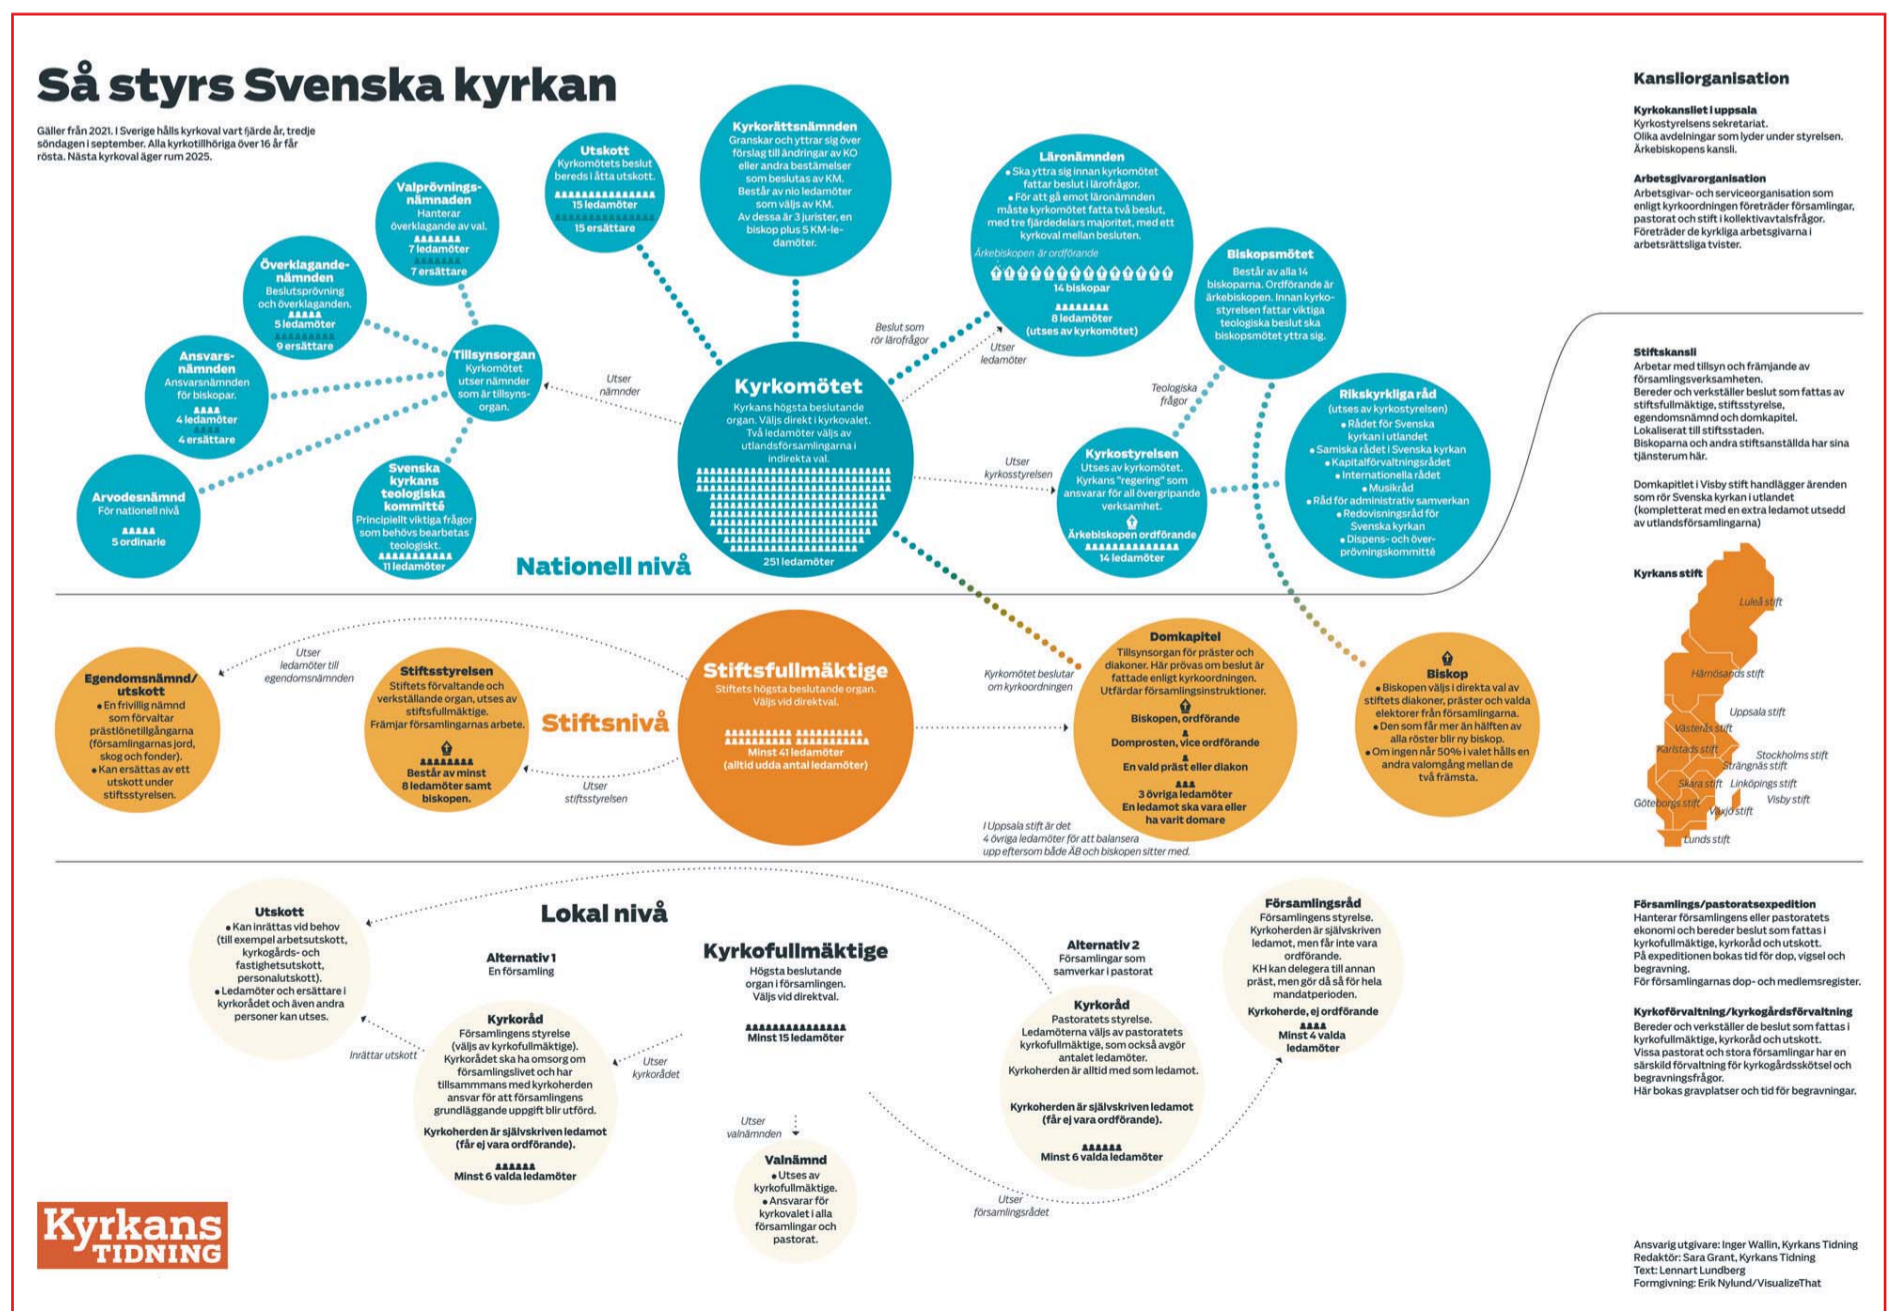 Så styrs Svenska kyrkan
Gäller från 2021. I Sverige hålls kyrkoval vart fjärde år, tredje
söndagen i september. Alla kyrkotillhöriga över 16 år får
rösta. Nästa kyrkoval äger rum 2025.
Utskott
Kyrkomötets beslut
bereds i åtta utskott.
15 ledamöter
15 ersättare
Kyrkorättsnämnden
Granskar och yttrar sig över
förslag till ändringar av KO
eller andra bestämelser
som beslutas av KM.
Består av nio ledamöter
som väljs av KM.
Av dessa är 3 jurister, en
biskop plus 5 KM-le-
damöter.
Läronämnden
• Ska yttra sig innan kyrkomötet
fattar beslut i lärofrågor.
• För att gå emot läronämnden
måste kyrkomötet fatta två beslut,
med tre fjärdedelars majoritet, med ett
kyrkoval mellan besluten.
Ärkebiskopen är ordförande
14 biskopar
8 ledamöter
(utses av kyrkomötet)
Biskopsmötet
Består av alla 14
biskoparna. Ordförande är
ärkebiskopen. Innan kyrko-
styrelsen fattar viktiga
teologiska beslut ska
biskopsmötet yttra sig.
Valprövnings-
nämnaden
Hanterar
överklagande av val.
7 ledamöter
7 ersättare
Överklagande-
nämnden
Beslutsprövning
och överklaganden.
5 ledamöter
9 ersättare
Ansvars-
nämnden
Ansvarsnämnden
för biskopar.
4 ledamöter
4 ersättare
Arvodesnämnd
För nationell nivå
5 ordinarie
Tillsynsorgan
Kyrkomötet
utser nämnder
som är tillsyns-
organ.
Svenska
kyrkans
teologiska
kommitté
Principiellt viktiga frågor
som behövs bearbetas
teologiskt.
11 ledamöter
Utser
nämnder
Kyrkomötet
Kyrkans högsta beslutande
organ. Väljs direkt i kyrkovalet.
Två ledamöter väljs av
utlandsförsamlingarna i
indirekta val.
251 ledamöter
Beslut som
rör lärofrågor
Utser
ledamöter
Utser
kyrkosstyrelsen
Teologiska
frågor
Kyrkostyrelsen
Utses av kyrkomötet.
Kyrkans "regering" som
ansvarar för all övergripande
verksamhet.
Ärkebiskopen ordförande
14 ledamöter
Rikskyrkliga råd
(utses av kyrkostyrelsen)
• Rådet för Svenska
kyrkan i utlandet
• Samiska rådet i Svenska kyrkan
• Kapitalförvaltningsrådet
• Internationella rådet
• Musikråd
• Råd för administrativ samverkan
• Redovisningsråd för
Svenska kyrkan
• Dispens- och över-
prövningskommitté
Nationell nivå
Egendomsnämnd/
utskott
• En frivillig nämnd
som förvaltar
prästlönetillgångarna
(församlingarnas jord,
skog och fonder).
• Kan ersättas av ett
utskott under
stiftsstyrelsen.
Utser
ledamöter till
egendomsnämnden
Stiftsstyrelsen
Stiftets förvaltande och
verkställande organ, utses av
stiftsfullmäktige.
Främjar församlingarnas arbete.
Består av minst
8 ledamöter samt
biskopen.
Stiftsnivå
Utser
stiftsstyrelsen
Stiftsfullmäktige
Stiftets högsta beslutande organ.
Väljs vid direktval.
Minst 41 ledamöter
(alltid udda antal ledamöter)
Kyrkomötet beslutar
om kyrkoordningen
Domkapitel
Tillsynsorgan för präster och
diakoner. Här prövas om beslut är
fattade enligt kyrkoordningen.
Utfärdar församlingsinstruktioner.
Biskopen, ordförande
Domprosten, vice ordförande
En vald präst eller diakon
3 övriga ledamöter
En ledamot ska vara eller
ha varit domare
I Uppsala stift är det
4 övriga ledamöter för att balansera
upp eftersom både ÄB och biskopen sitter med.
Biskop
• Biskopen väljs i direkta val av
stiftets diakoner, präster och valda
elektorer från församlingarna.
• Den som får mer än hälften av
alla röster blir ny biskop.
• Om ingen når 50% i valet hålls en
andra valomgång mellan de
två främsta.
Lokal nivå
Utskott
• Kan inrättas vid behov
(till exempel arbetsutskott,
kyrkogårds- och
fastighetsutskott,
personalutskott).
• Ledamöter och ersättare i
kyrkorådet och även andra
personer kan utses.
Inrättar utskott
Alternativ 1
En församling
Kyrkoråd
Församlingens styrelse
(väljs av kyrkofullmäktige).
Kyrkorådet ska ha omsorg om
församlingslivet och har
tillsammmans med kyrkoherden
ansvar för att församlingens
grundläggande uppgift blir utförd.
Kyrkoherden är självskriven ledamot
(får ej vara ordförande).
Minst 6 valda ledamöter
Utser
kyrkorådet
Kyrkofullmäktige
Högsta beslutande
organ i församlingen.
Väljs vid direktval.
Minst 15 ledamöter
Utser
valnämnden
Valnämnd
• Utses av
kyrkofullmäktige.
• Ansvarar för
kyrkovalet i alla
församlingar och
pastorat.
Alternativ 2
Församlingar som
samverkar i pastorat
Kyrkoråd
Pastoratets styrelse.
Ledamöterna väljs av pastoratets
kyrkofullmäktige, som också avgör
antalet ledamöter.
Kyrkoherden är alltid med som ledamot.
Kyrkoherden är självskriven ledamot
(får ej vara ordförande).
Minst 6 valda ledamöter
Utser
församlingsrådet
Församlingsråd
Församlingens styrelse.
Kyrkoherden är självskriven
ledamot, men får inte vara
ordförande.
KH kan delegera till annan
präst, men gör då så för hela
mandatperioden.
Kyrkoherde, ej ordförande
Minst 4 valda
ledamöter
Kansliorganisation
Kyrkokansliet i uppsala
Kyrkostyrelsens sekretariat.
Olika avdelningar som lyder under styrelsen.
Ärkebiskopens kansli.
Arbetsgivarorganisation
Arbetsgivar- och serviceorganisation som
enligt kyrkoordningen företräder församlingar,
pastorat och stift i kollektivavtalsfrågor.
Företräder de kyrkliga arbetsgivarna i
arbetsrättsliga tvister.
Stiftskansli
Arbetar med tillsyn och främjande av
församlingsverksamheten.
Bereder och verkställer beslut som fattas av
stiftsfullmäktige, stiftsstyrelse,
egendomsnämnd och domkapitel.
Lokaliserat till stiftsstaden.
Biskoparna och andra stiftsanställda har sina
tjänsterum här.
Domkapitlet i Visby stift handlägger ärenden
som rör Svenska kyrkan i utlandet
(kompletterat med en extra ledamot utsedd
av utlandsförsamlingarna)
Kyrkans stift
Luleå stift
Härnösands stift
Uppsala stift
Västerås stift
Karlstads stift
Stockholms stift
Strängnäs stift
Skara stift
Linköpings stift
Göteborgs stift
Visby stift
Växjö stift
Lunds stift
Församlings/pastoratsexpedition
Hanterar församlingens eller pastoratets
ekonomi och bereder beslut som fattas i
kyrkofullmäktige, kyrkoråd och utskott.
På expeditionen bokas tid för dop, vigsel och
begravning.
För församlingarnas dop- och medlemsregister.
Kyrkoförvaltning/kyrkogårdsförvaltning
Bereder och verkställer de beslut som fattas i
kyrkofullmäktige, kyrkoråd och utskott.
Vissa pastorat och stora församlingar har en
särskild förvaltning för kyrkogårdsskötsel och
begravningsfrågor.
Här bokas gravplatser och tid för begravningar.
Kyrkans
TIDNING
Ansvarig utgivare: Inger Wallin, Kyrkans Tidning
Redaktör: Sara Grant, Kyrkans Tidning
Text: Lennart Lundberg
Formgivning: Erik Nylund/VisualizeThat